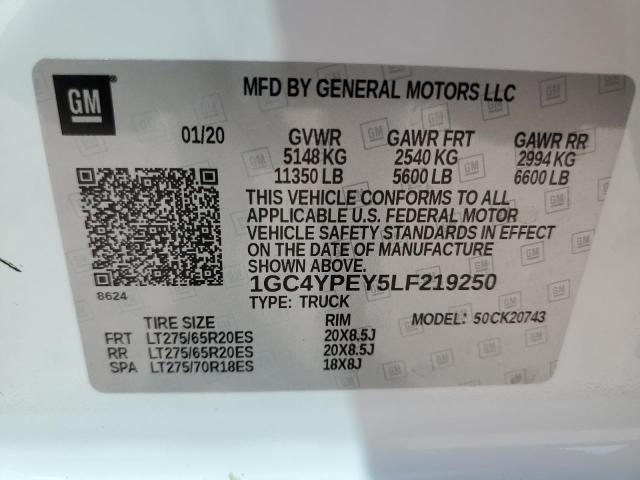 GM
MFD BY GENERAL MOTORS LLC
01/20 GVWR GAWR FRT GAWR RR
5148 KG 2540 KG 2994 KG
11350 LB 5600 LB 6600 LB
THIS VEHICLE CONFORMS TO ALL
APPLICABLE U.S. FEDERAL MOTOR
VEHICLE SAFETY STANDARDS IN EFFECT
ON THE DATE OF MANUFACTURE
SHOWN ABOVE.
1GC4YPEY5LF219250
8624
TYPE: TRUCK
TIRE SIZE RIM MODEL: 50CK20743
FRT LT275/65R20ES 20X8.5J
RR LT275/65R20ES 20X8.5J
SPA LT275/70R18ES 18X8J